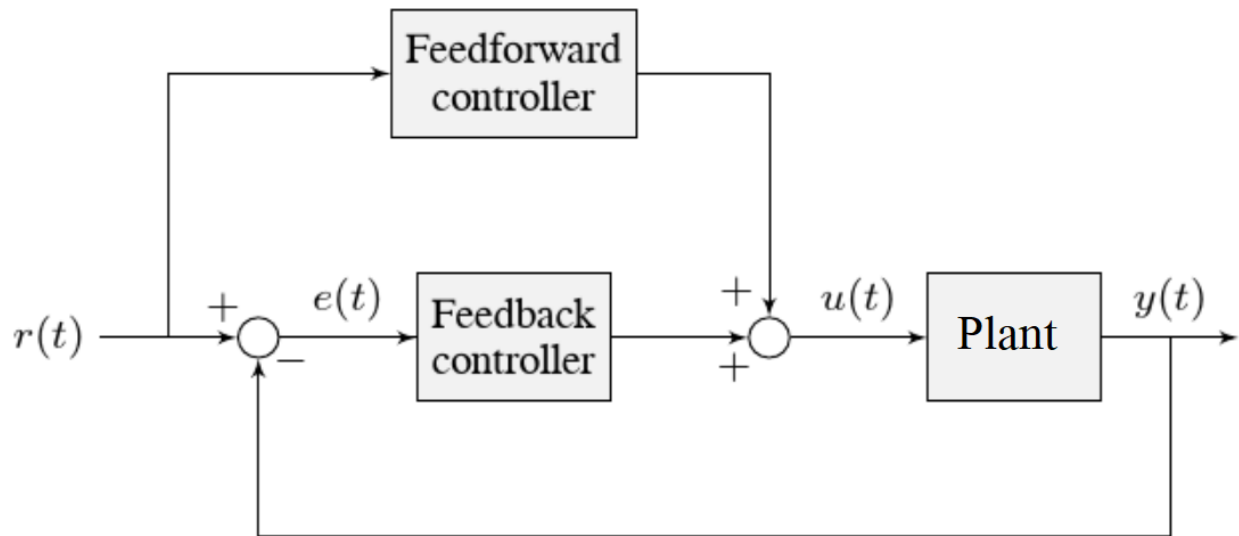 Feedforward
controller
r(t)
+
−
e(t)
Feedback
controller
+
+
u(t)
Plant
y(t)